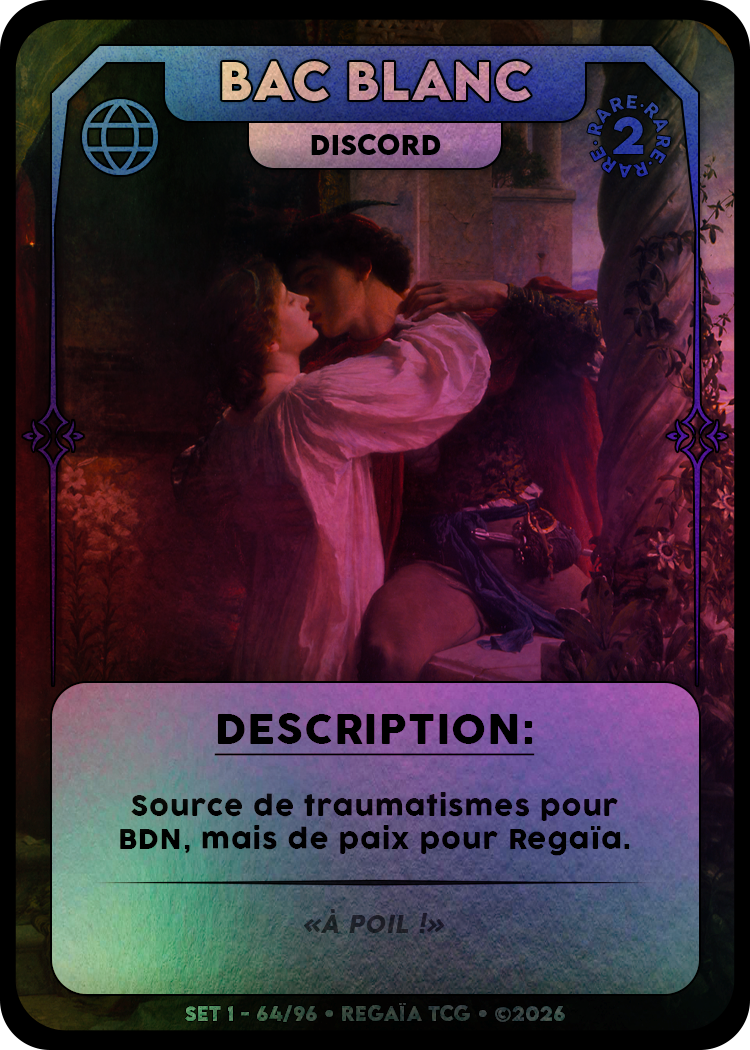 BAC BLANC
DISCORD
RARE·RARE·RARE·RARE
2
DESCRIPTION:
Source de traumatismes pour
BDN, mais de paix pour Regaïa.
«À POIL !»
SET 1 - 64/96 • REGAÏA TCG • ©2026